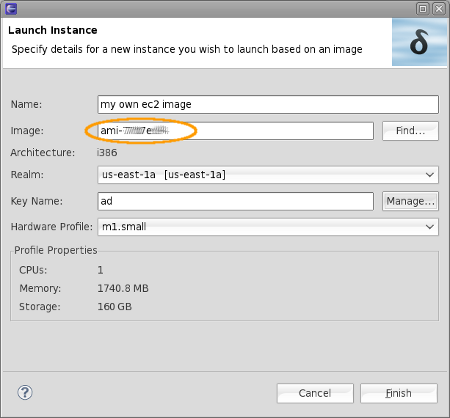 Launch Instance
Specify details for a new instance you wish to launch based on an image
δ
Name: my own ec2 image
Image: Find...
Architecture: i386
Realm: us-east-1a [us-east-1a]
Key Name: ad Manage...
Hardware Profile: m1.small
Profile Properties
CPUs: 1
Memory: 1740.8 MB
Storage: 160 GB
? Cancel Finish